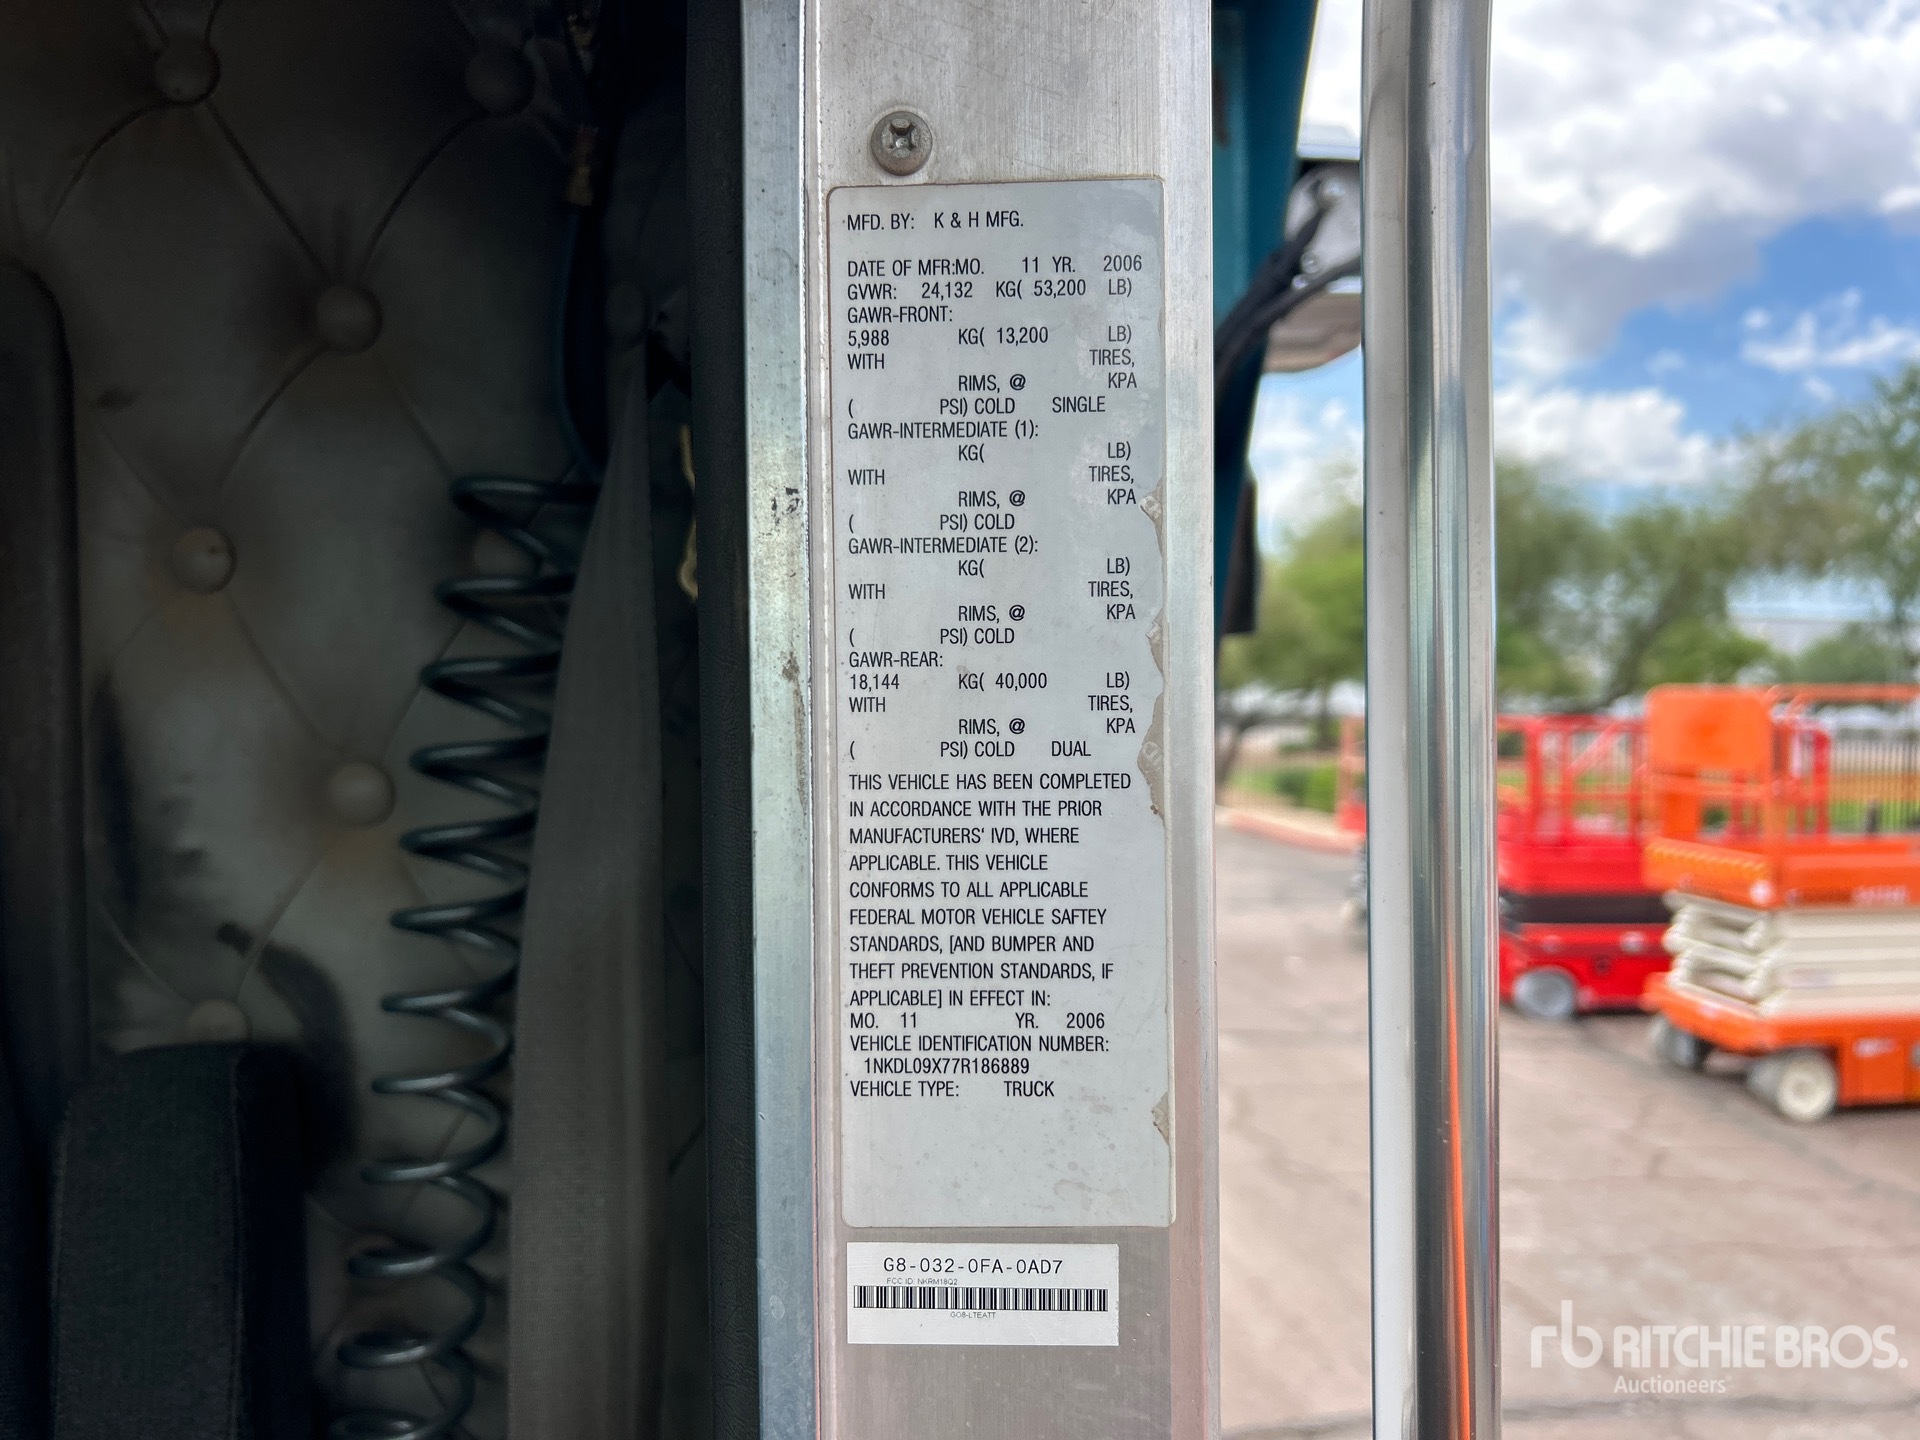 MFD. BY: K & H MFG.
DATE OF MFR:MO. 11 YR. 2006
GVWR: 24,132 KG( 53,200 LB)
GAWR-FRONT:
5,988 KG( 13,200 LB)
WITH TIRES,
RIMS, @ KPA
( PSI) COLD SINGLE
GAWR-INTERMEDIATE (1):
KG( LB)
WITH TIRES,
RIMS, @ KPA
( PSI) COLD
GAWR-INTERMEDIATE (2):
KG( LB)
WITH TIRES,
RIMS, @ KPA
( PSI) COLD
GAWR-REAR:
18,144 KG( 40,000 LB)
WITH TIRES,
RIMS, @ KPA
( PSI) COLD DUAL
THIS VEHICLE HAS BEEN COMPLETED
IN ACCORDANCE WITH THE PRIOR
MANUFACTURERS' IVD, WHERE
APPLICABLE. THIS VEHICLE
CONFORMS TO ALL APPLICABLE
FEDERAL MOTOR VEHICLE SAFTEY
STANDARDS, [AND BUMPER AND
THEFT PREVENTION STANDARDS, IF
APPLICABLE] IN EFFECT IN:
MO. 11 YR. 2006
VEHICLE IDENTIFICATION NUMBER:
1NKDL09X77R186889
VEHICLE TYPE: TRUCK
G8-032-0FA-0AD7
FCC ID: NKRM18Q2
GO8-LTEATT
rb RITCHIE BROS.
Auctioneers